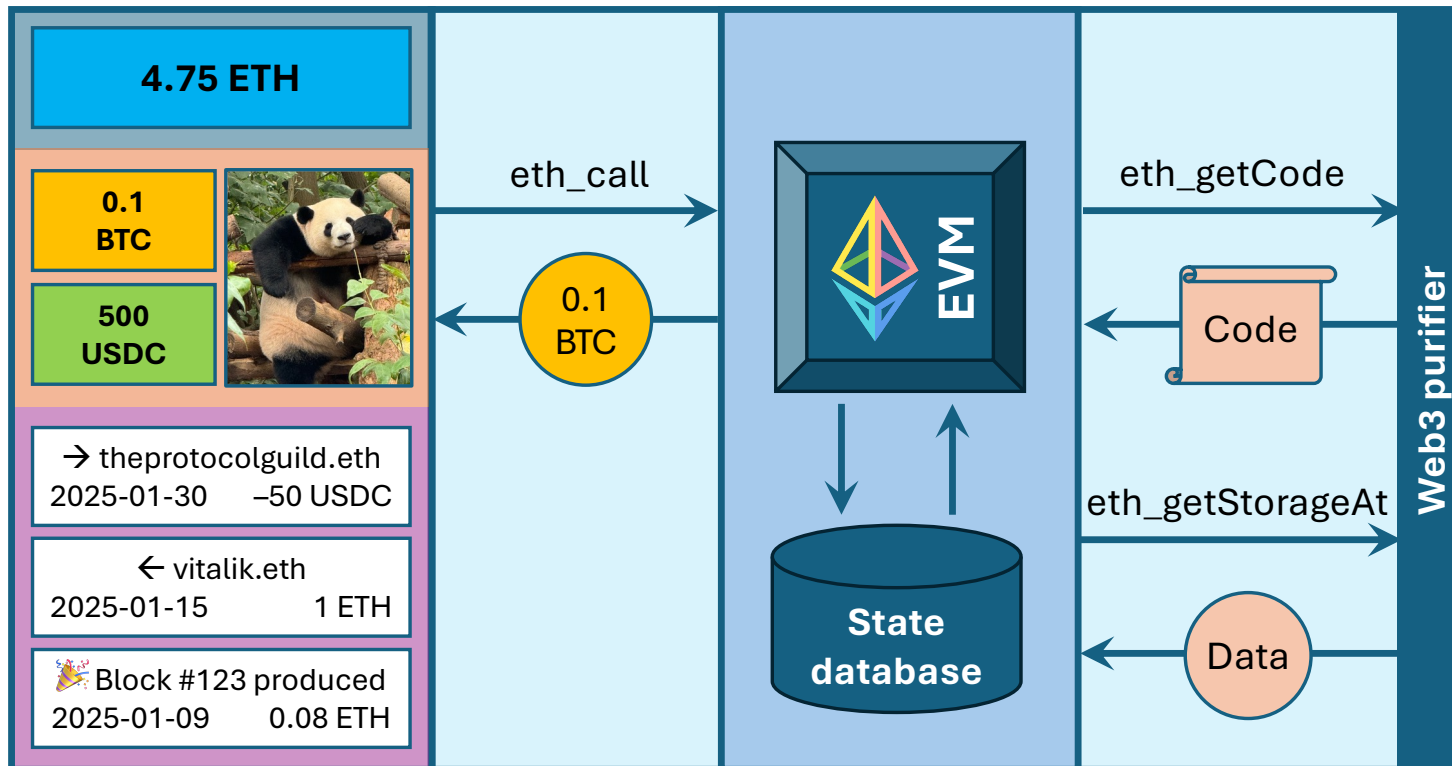 4.75 ETH
0.1
BTC
500
USDC
→ theprotocolguild.eth
2025-01-30 –50 USDC
← vitalik.eth
2025-01-15 1 ETH
🎉 Block #123 produced
2025-01-09 0.08 ETH
eth_call
0.1
BTC
EVM
State
database
eth_getCode
Code
eth_getStorageAt
Data
Web3 purifier